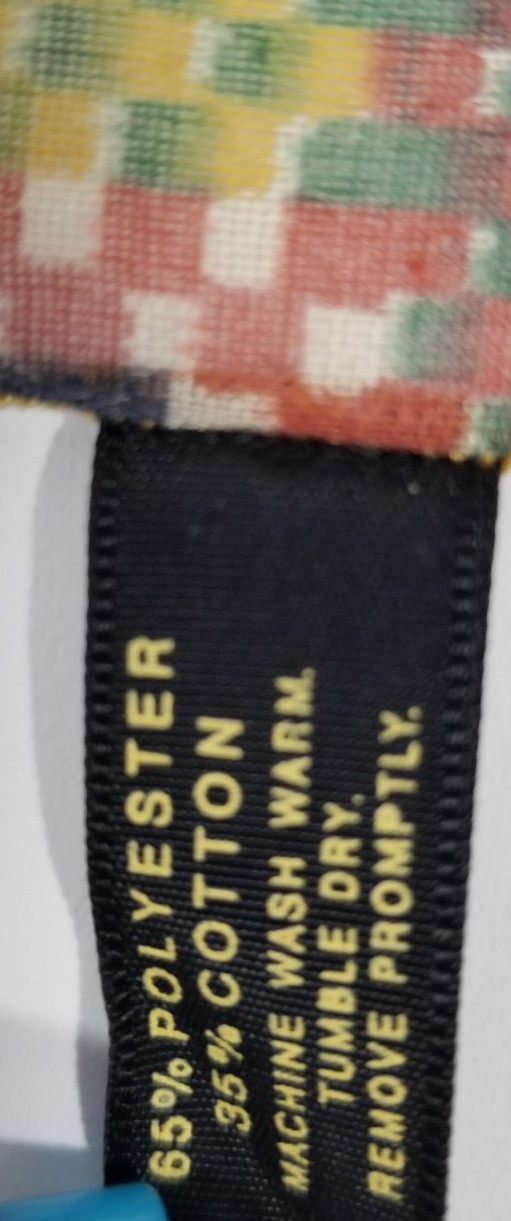 65% POLYESTER
35% COTTON
MACHINE WASH WARM.
TUMBLE DRY.
REMOVE PROMPTLY.